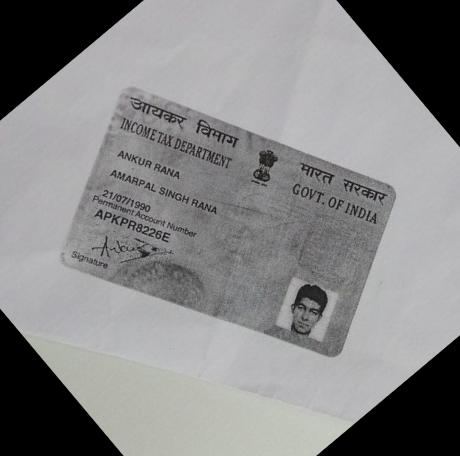 आयकर विभाग
INCOME TAX DEPARTMENT
भारत सरकार
GOVT. OF INDIA
ANKUR RANA
AMARPAL SINGH RANA
21/07/1990
Permanent Account Number
APKPR8226E
Signature